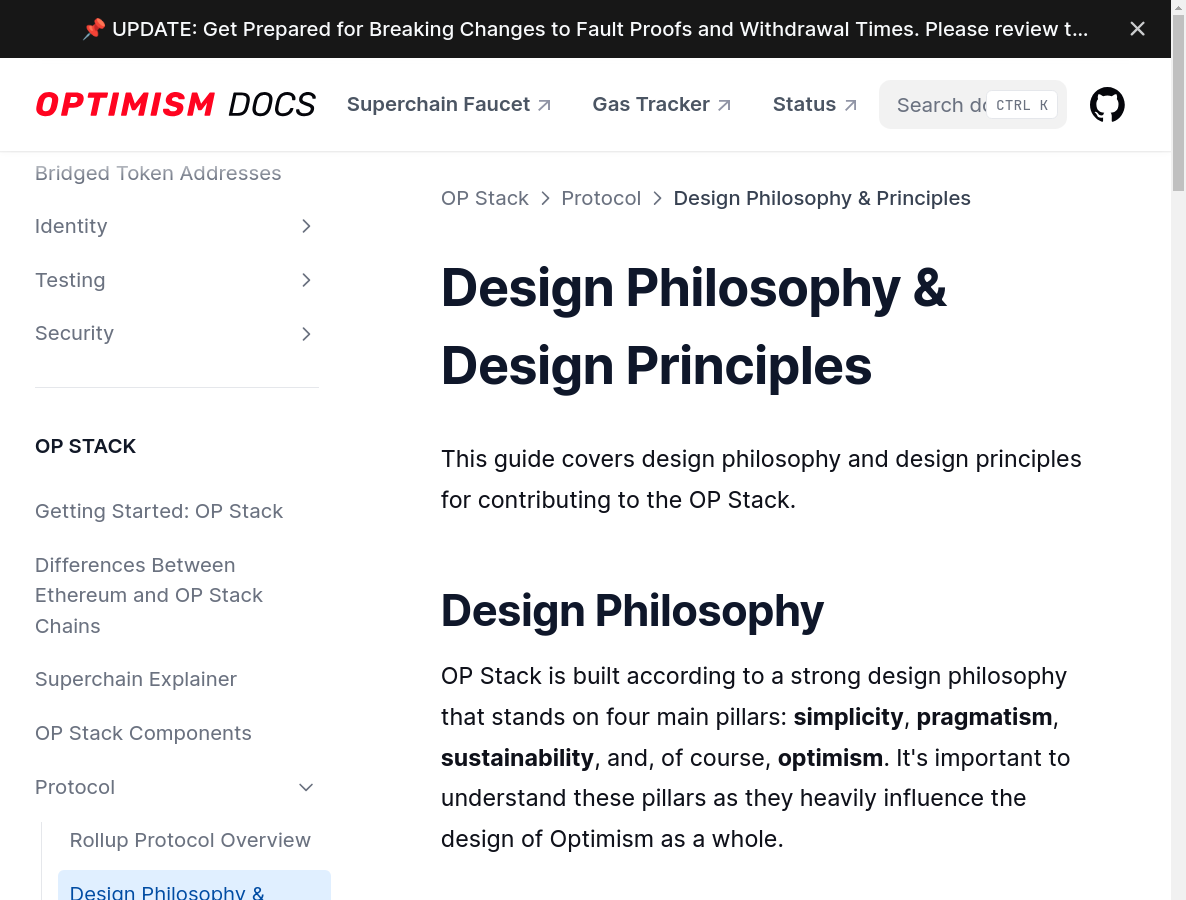 📌 UPDATE: Get Prepared for Breaking Changes to Fault Proofs and Withdrawal Times. Please review t...
OPTIMISM DOCS
Superchain Faucet
Gas Tracker
Status
Search do
CTRL K
Bridged Token Addresses
Identity
Testing
Security
OP STACK
Getting Started: OP Stack
Differences Between
Ethereum and OP Stack
Chains
Superchain Explainer
OP Stack Components
Protocol
Rollup Protocol Overview
Design Philosophy &
OP Stack > Protocol > Design Philosophy & Principles
Design Philosophy &
Design Principles
This guide covers design philosophy and design principles
for contributing to the OP Stack.
Design Philosophy
OP Stack is built according to a strong design philosophy
that stands on four main pillars: simplicity, pragmatism,
sustainability, and, of course, optimism. It's important to
understand these pillars as they heavily influence the
design of Optimism as a whole.